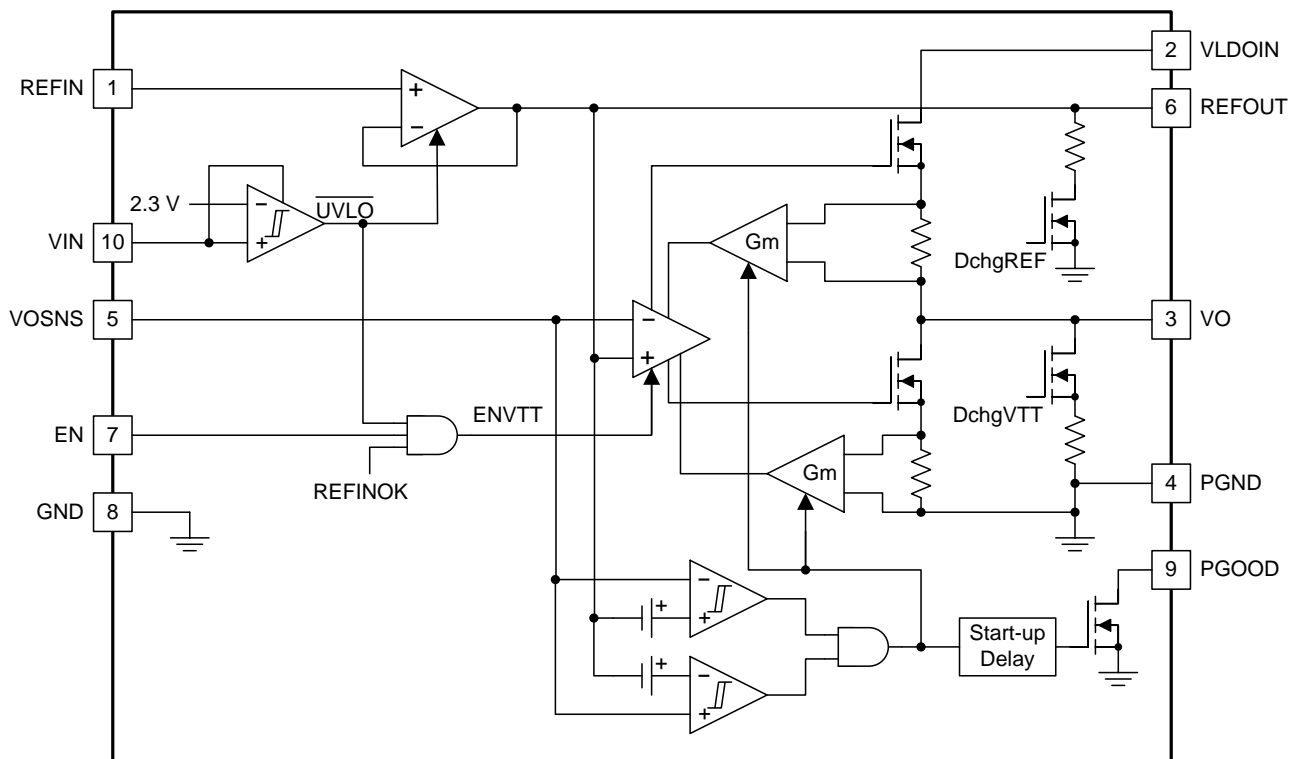 2 VLDOIN
REFIN 1
+
−
6 REFOUT
2.3 V
−
+
UVLO
VIN 10
Gm
DchgREF
VOSNS 5
−
+
3 VO
EN 7
ENVTT
DchgVTT
REFINOK
Gm
4 PGND
GND 8
9 PGOOD
−
+
+
Start-up
Delay
+
−
+